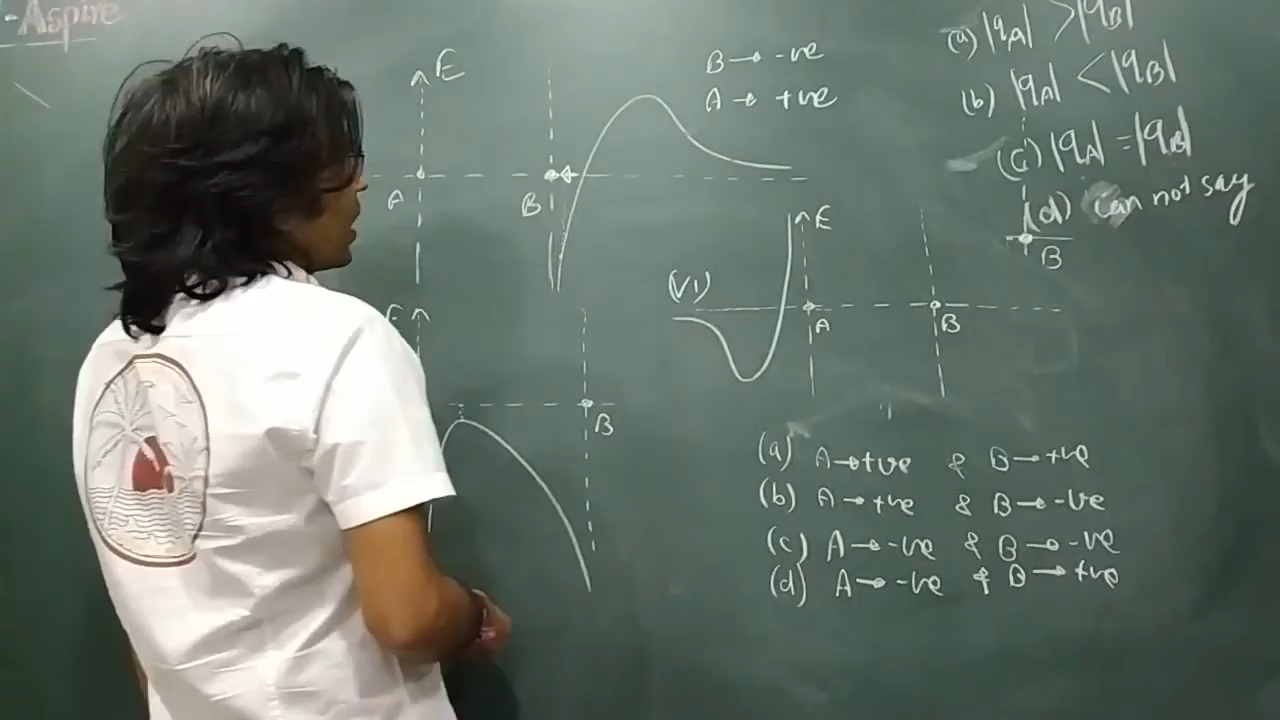 -Aspire
E
B → -ve
A → +ve
A
B
(a) |qA| > |qB|
(b) |qA| < |qB|
(c) |qA| = |qB|
(d) can not say
B
(VI)
E
A
B
E
B
(a) A → +ve & B → +ve
(b) A → +ve & B → -ve
(c) A → -ve & B → -ve
(d) A → -ve & B → +ve